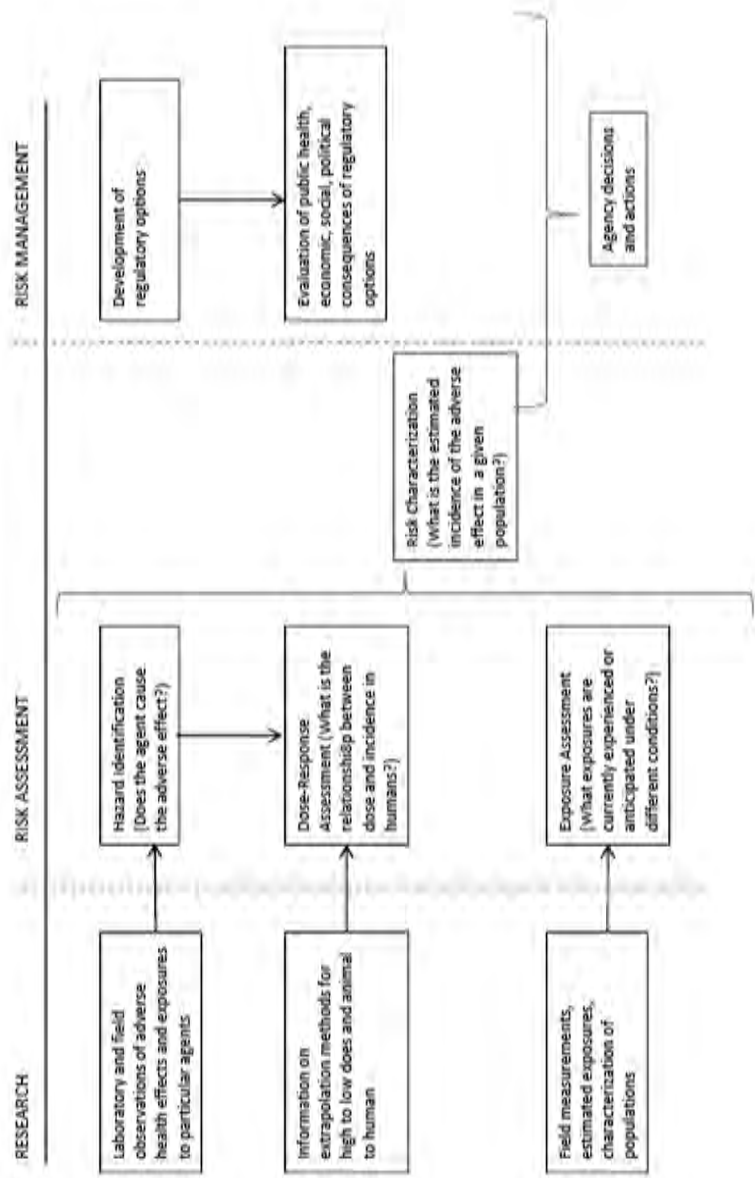 RESEARCH
RISK ASSESSMENT
RISK MANAGEMENT
Laboratory and field
observations of adverse
health effects and exposures
to particular agents
Hazard Identification
(Does the agent cause
the adverse effect?)
Development of
regulatory options
Information on
extrapolation methods for
high to low does and animal
to human
Dose-Response
Assessment (What is the
relationshi8p between
dose and incidence in
humans?)
Evaluation of public health,
economic, social, political
consequences of regulatory
options
Risk Characterization
(What is the estimated
incidence of the adverse
effect in a given
population?)
Field measurements,
estimated exposures,
characterization of
populations
Exposure Assessment
(What exposures are
currently experienced or
anticipated under
different conditions?)
Agency decisions
and actions